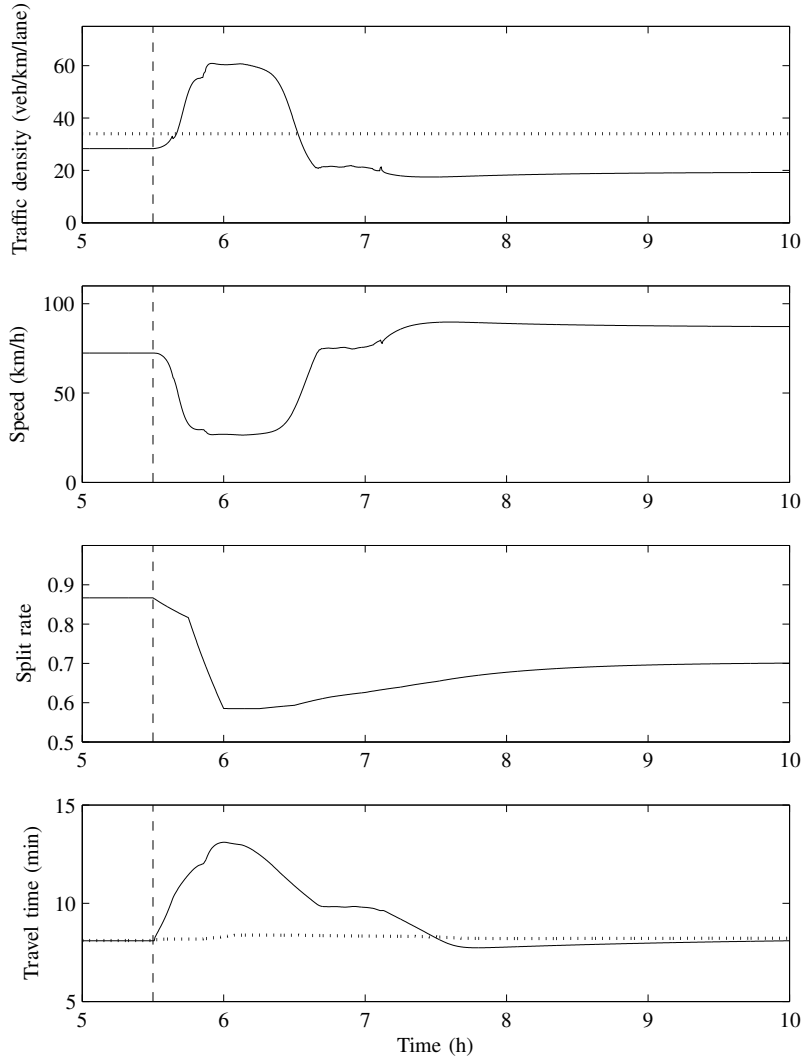 Traffic density (veh/km/lane)
60
40
20
0
5 6 7 8 9 10
Speed (km/h)
100
50
0
5 6 7 8 9 10
Split rate
0.9
0.8
0.7
0.6
0.5
5 6 7 8 9 10
Travel time (min)
15
10
5
5 6 7 8 9 10
Time (h)